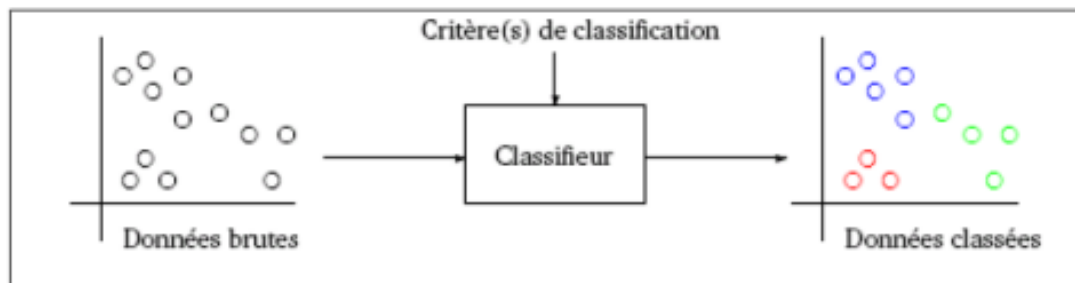 Critère(s) de classification
Classifieur
Données brutes
Données classées